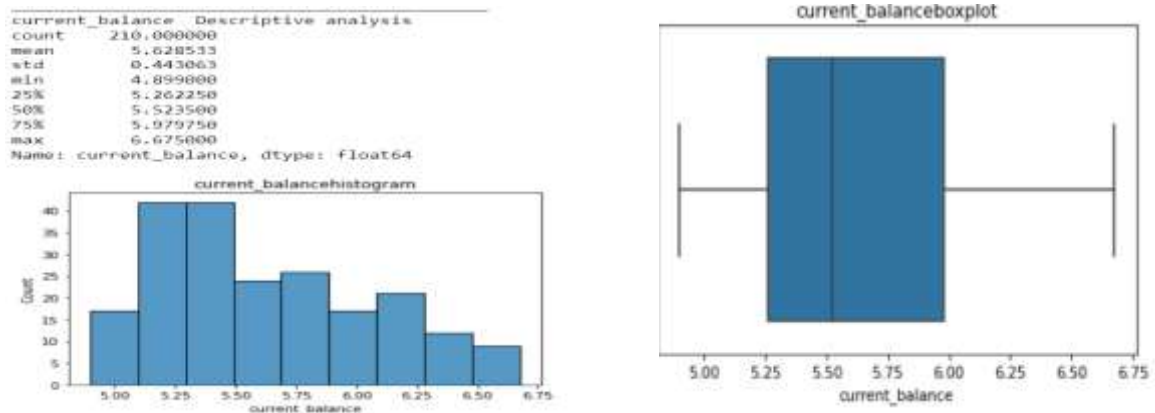 current_balance Descriptive analysis
count 210.000000
mean 5.628533
std 0.443063
min 4.899000
25% 5.262250
50% 5.523500
75% 5.979750
max 6.675000
Name: current_balance, dtype: float64
current_balancehistogram
40
35
30
25
20
15
10
5
0
Count
5.00 5.25 5.50 5.75 6.00 6.25 6.50 6.75
current_balance
current_balanceboxplot
5.00 5.25 5.50 5.75 6.00 6.25 6.50 6.75
current_balance